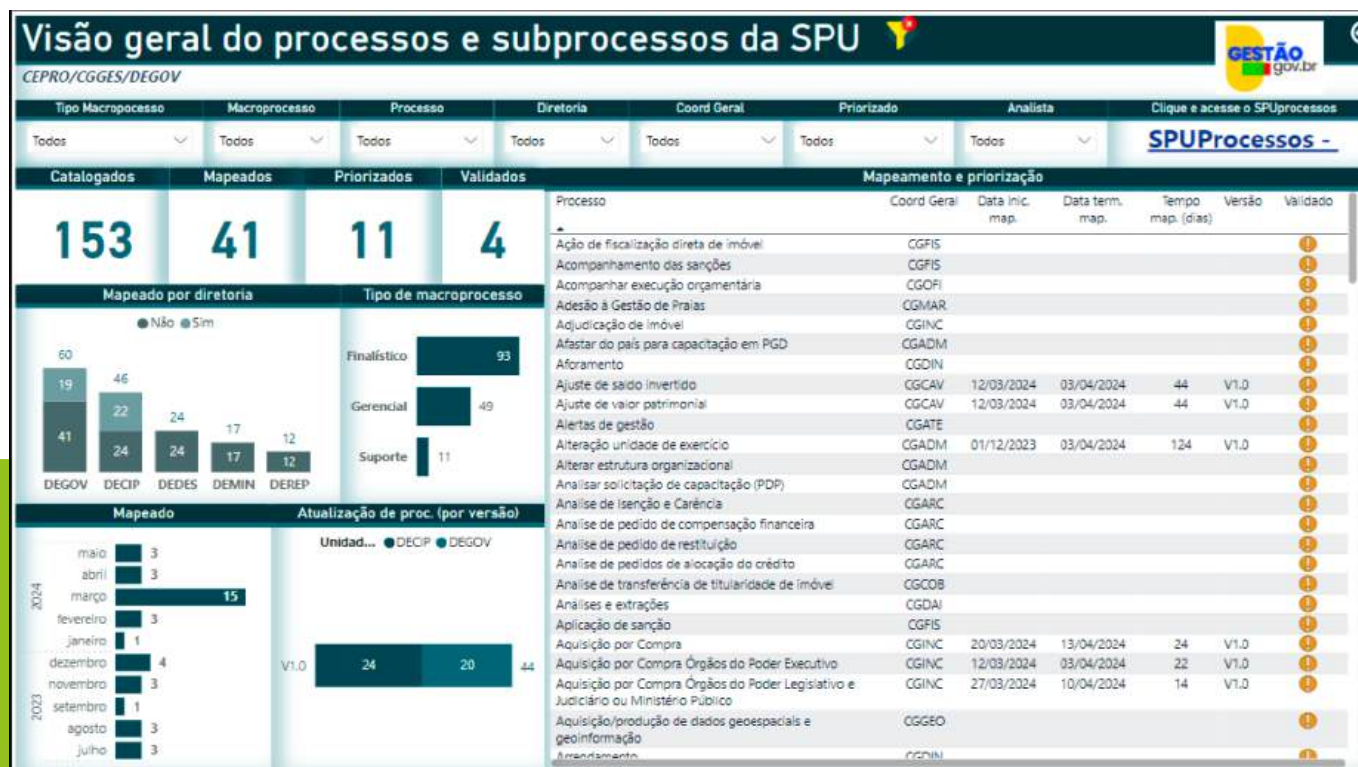 Visão geral do processos e subprocessos da SPU
GESTÃO
gov.br
CEPRO/CGGES/DEGOV
Tipo Macropocesso Macroprocesso Processo Diretoria Coord Geral Priorizado Analista Clique e acesse o SPUprocessos
Todos Todos Todos Todos Todos Todos Todos SPUProcessos -
Catalogados Mapeados Priorizados Validados
153 41 11 4
Mapeado por diretoria
Não Sim
60 46 24 17 12
19 22
41 24 24 17 12
DEGOV DECIP DEDES DEMIN DEREP
Tipo de macroprocesso
Finalístico 93
Gerencial 49
Suporte 11
Mapeado
2024
maio 3
abril 3
março 15
fevereiro 3
janeiro 1
2023
dezembro 4
novembro 3
setembro 1
agosto 3
julho 3
Atualização de proc. (por versão)
Unidad... DECIP DEGOV
V1.0 24 20 44
Mapeamento e priorização
Processo Coord Geral Data inic. map. Data term. map. Tempo map. (dias) Versão Validado
Ação de fiscalização direta de imóvel CGFIS
Acompanhamento das sanções CGFIS
Acompanhar execução orçamentária CGOFI
Adesão à Gestão de Praias CGMAR
Adjudicação de imóvel CGINC
Afastar do país para capacitação em PGD CGADM
Aforamento CGDIN
Ajuste de saldo invertido CGCAV 12/03/2024 03/04/2024 44 V1.0
Ajuste de valor patrimonial CGCAV 12/03/2024 03/04/2024 44 V1.0
Alertas de gestão CGATE
Alteração unidade de exercício CGADM 01/12/2023 03/04/2024 124 V1.0
Alterar estrutura organizacional CGADM
Analisar solicitação de capacitação (PDP) CGADM
Analise de Isenção e Carência CGARC
Analise de pedido de compensação financeira CGARC
Analise de pedido de restituição CGARC
Analise de pedidos de alocação do crédito CGARC
Analise de transferência de titularidade de imóvel CGCOB
Análises e extrações CGDAI
Aplicação de sanção CGFIS
Aquisição por Compra CGINC 20/03/2024 13/04/2024 24 V1.0
Aquisição por Compra Órgãos do Poder Executivo CGINC 12/03/2024 03/04/2024 22 V1.0
Aquisição por Compra Órgãos do Poder Legislativo e Judiciário ou Ministério Público CGINC 27/03/2024 10/04/2024 14 V1.0
Aquisição/produção de dados geoespaciais e geoinformação CGGEO
Arrendamento CGDIN